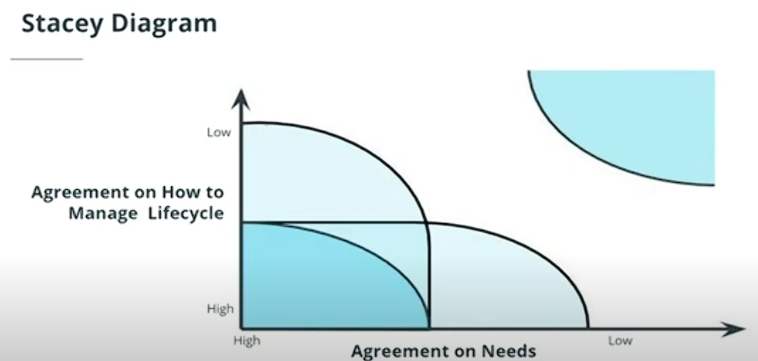 Stacey Diagram
Low
Agreement on How to
Manage Lifecycle
High
High
Low
Agreement on Needs